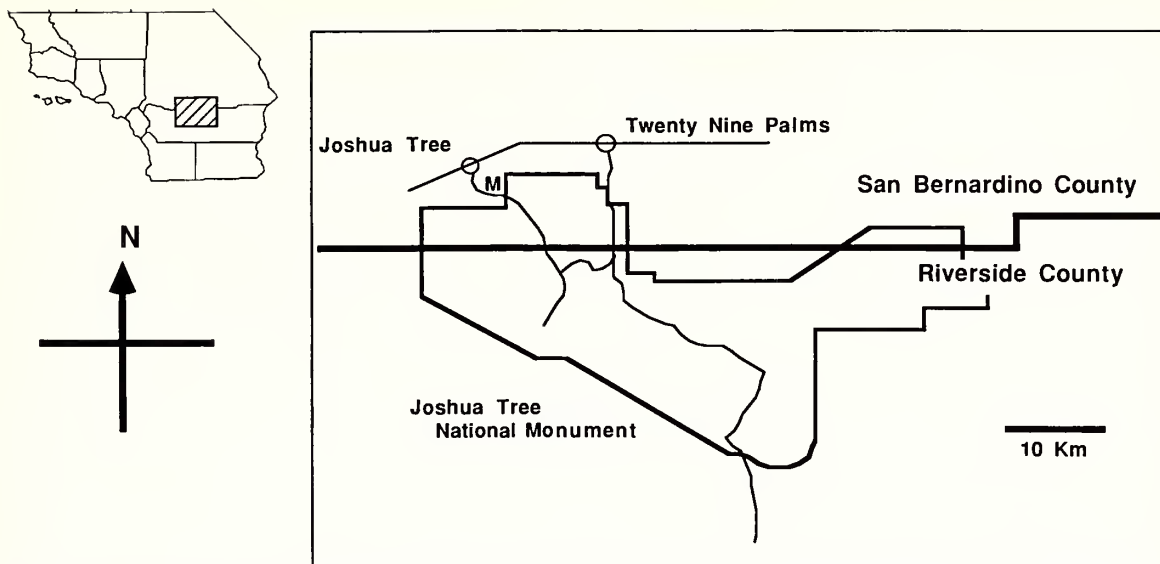 Twenty Nine Palms
Joshua Tree
M
San Bernardino County
N
Riverside County
Joshua Tree
National Monument
10 Km